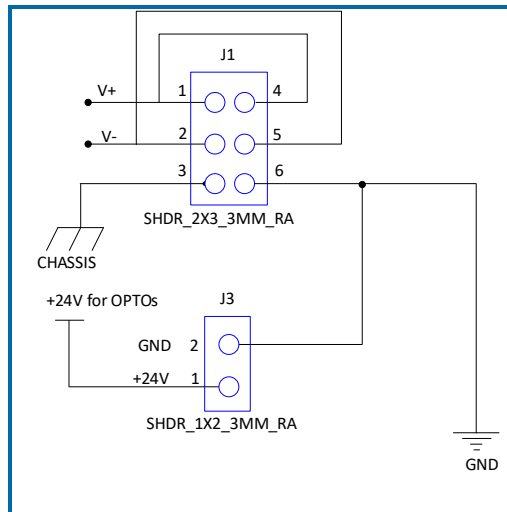 J1
V+
1
4
V-
2
5
3
6
SHDR_2X3_3MM_RA
CHASSIS
+24V for OPTOs
J3
GND 2
+24V 1
SHDR_1X2_3MM_RA
GND